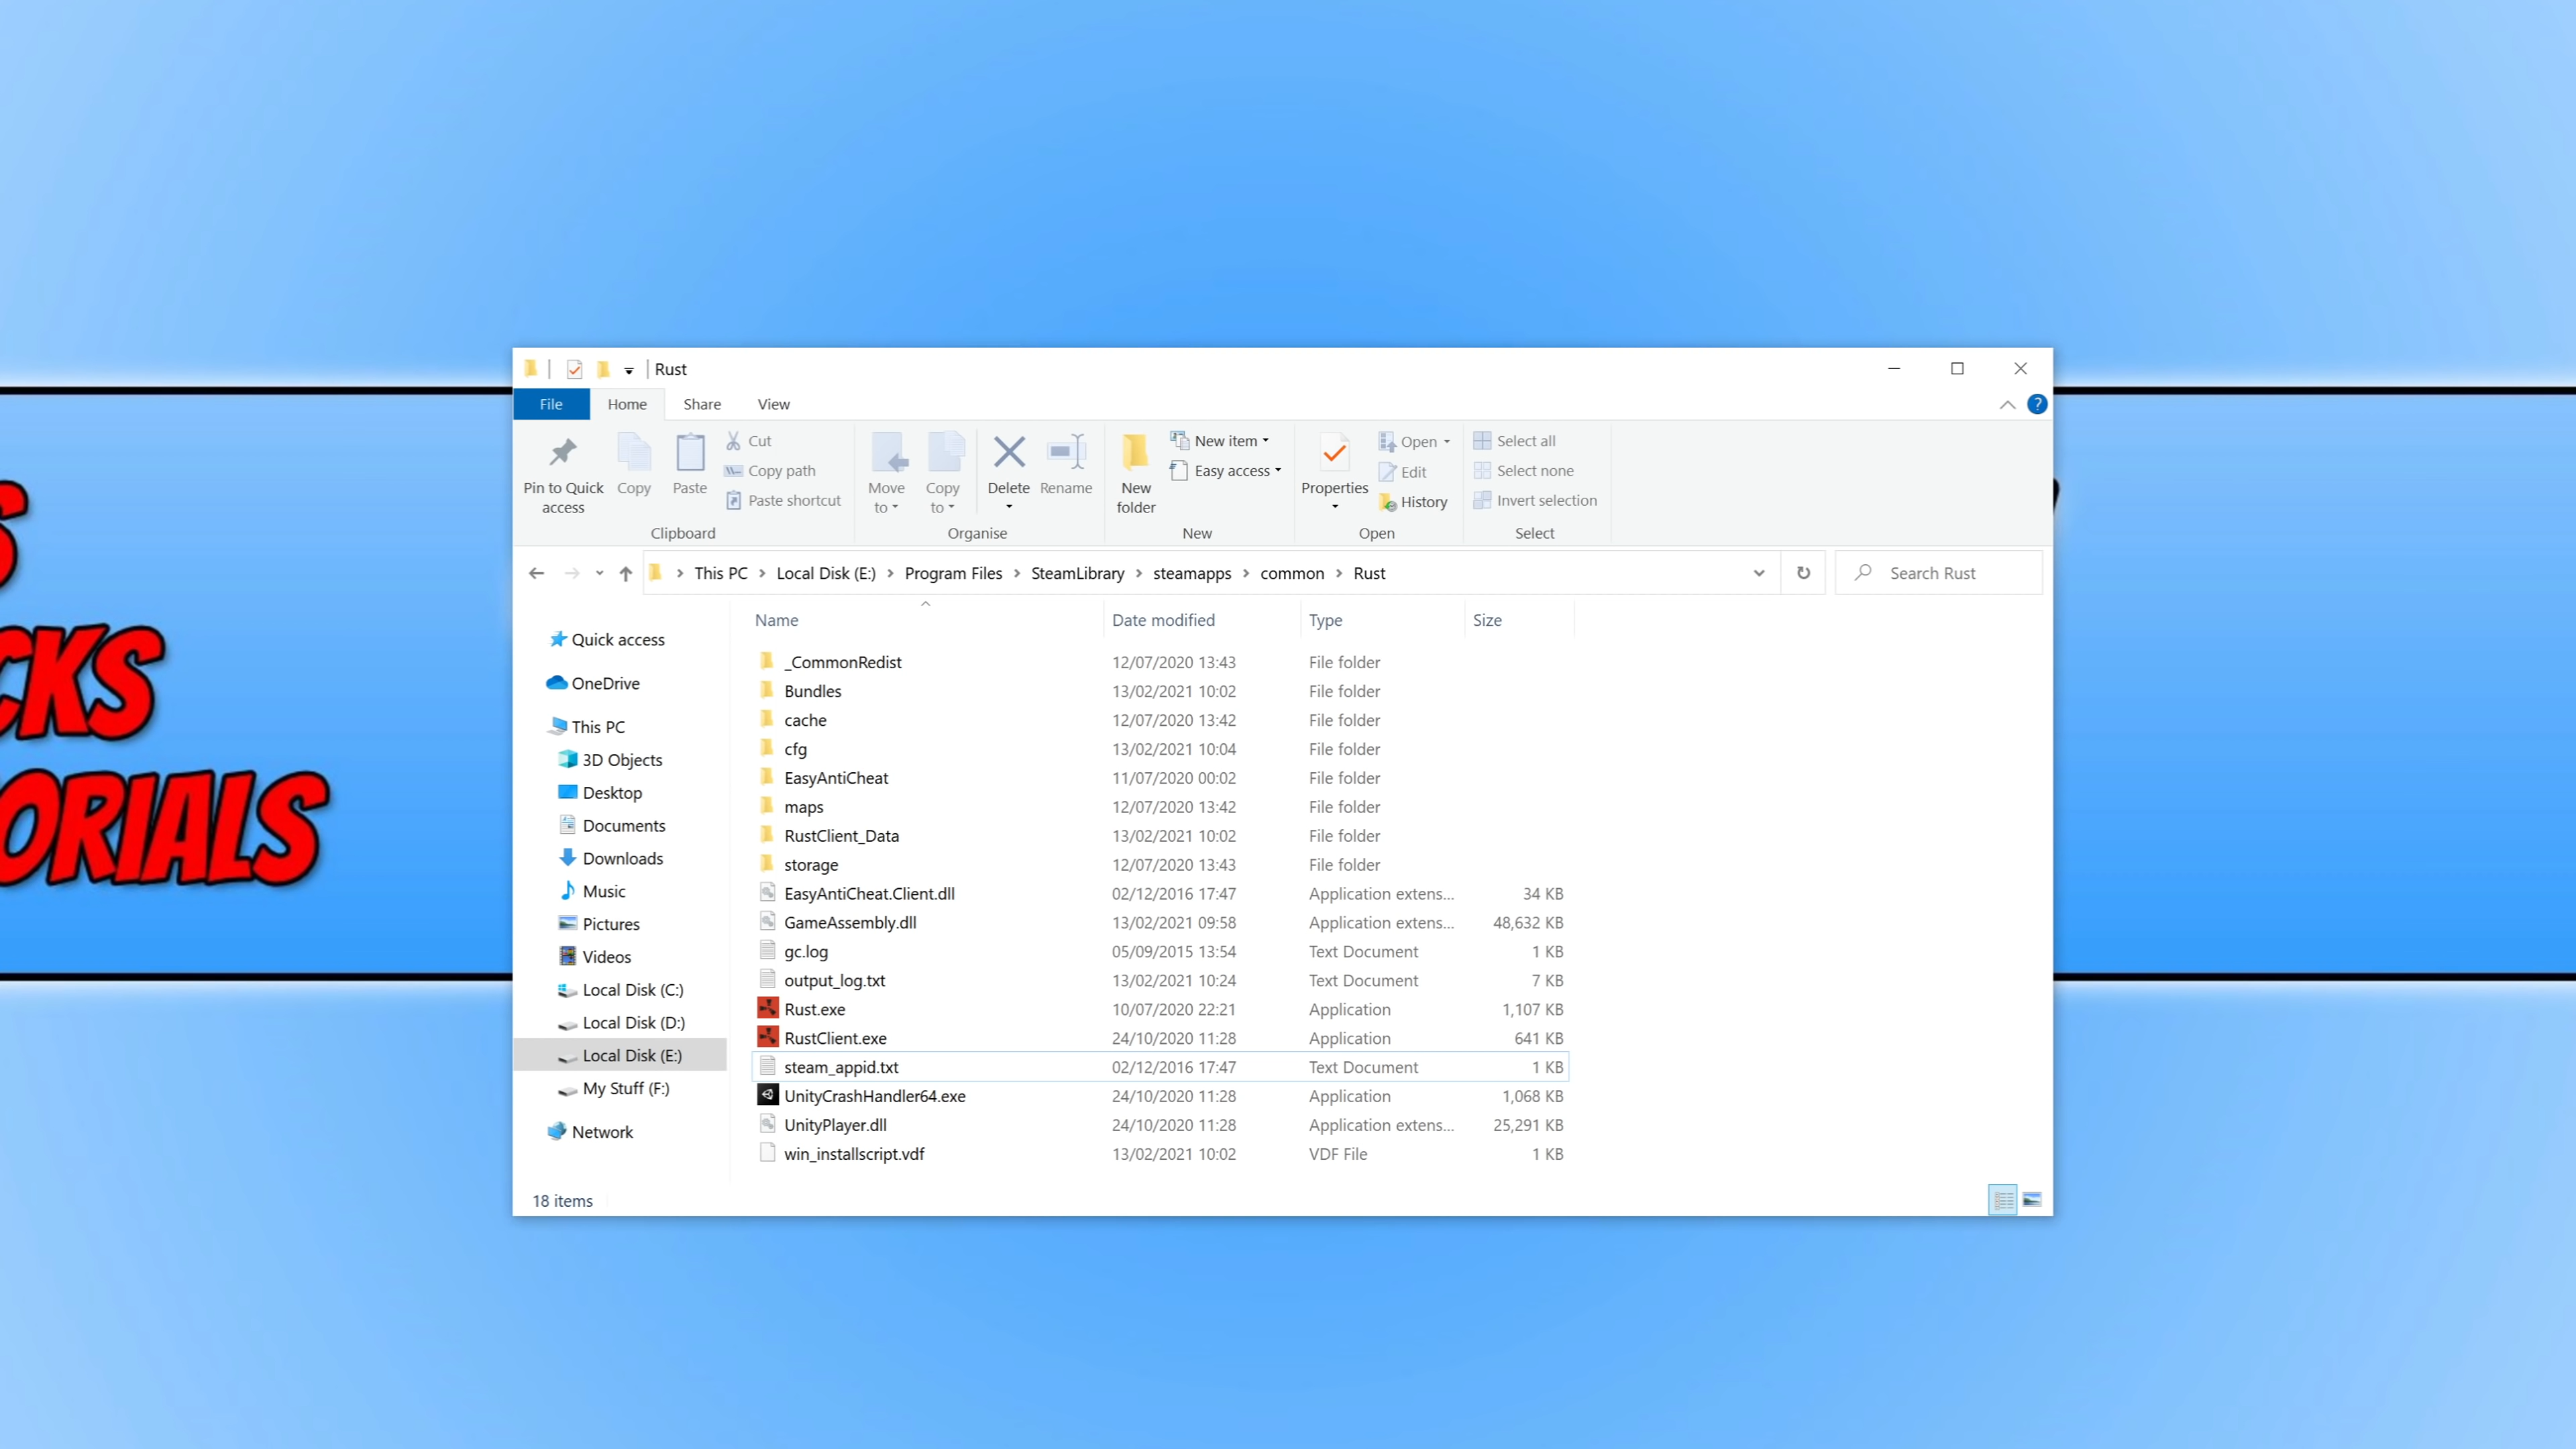 Rust
File Home Share View
Pin to Quick access
Copy
Paste
Cut
Copy path
Paste shortcut
Clipboard
Move to
Copy to
Delete
Rename
Organise
New folder
New item
Easy access
New
Properties
Open
Edit
History
Open
Select all
Select none
Invert selection
Select
This PC > Local Disk (E:) > Program Files > SteamLibrary > steamapps > common > Rust
Search Rust
Quick access
OneDrive
This PC
3D Objects
Desktop
Documents
Downloads
Music
Pictures
Videos
Local Disk (C:)
Local Disk (D:)
Local Disk (E:)
My Stuff (F:)
Network
Name Date modified Type Size
_CommonRedist 12/07/2020 13:43 File folder
Bundles 13/02/2021 10:02 File folder
cache 12/07/2020 13:42 File folder
cfg 13/02/2021 10:04 File folder
EasyAntiCheat 11/07/2020 00:02 File folder
maps 12/07/2020 13:42 File folder
RustClient_Data 13/02/2021 10:02 File folder
storage 12/07/2020 13:43 File folder
EasyAntiCheat.Client.dll 02/12/2016 17:47 Application extens... 34 KB
GameAssembly.dll 13/02/2021 09:58 Application extens... 48,632 KB
gc.log 05/09/2015 13:54 Text Document 1 KB
output_log.txt 13/02/2021 10:24 Text Document 7 KB
Rust.exe 10/07/2020 22:21 Application 1,107 KB
RustClient.exe 24/10/2020 11:28 Application 641 KB
steam_appid.txt 02/12/2016 17:47 Text Document 1 KB
UnityCrashHandler64.exe 24/10/2020 11:28 Application 1,068 KB
UnityPlayer.dll 24/10/2020 11:28 Application extens... 25,291 KB
win_installscript.vdf 13/02/2021 10:02 VDF File 1 KB
18 items
S
CKS
ORIALS